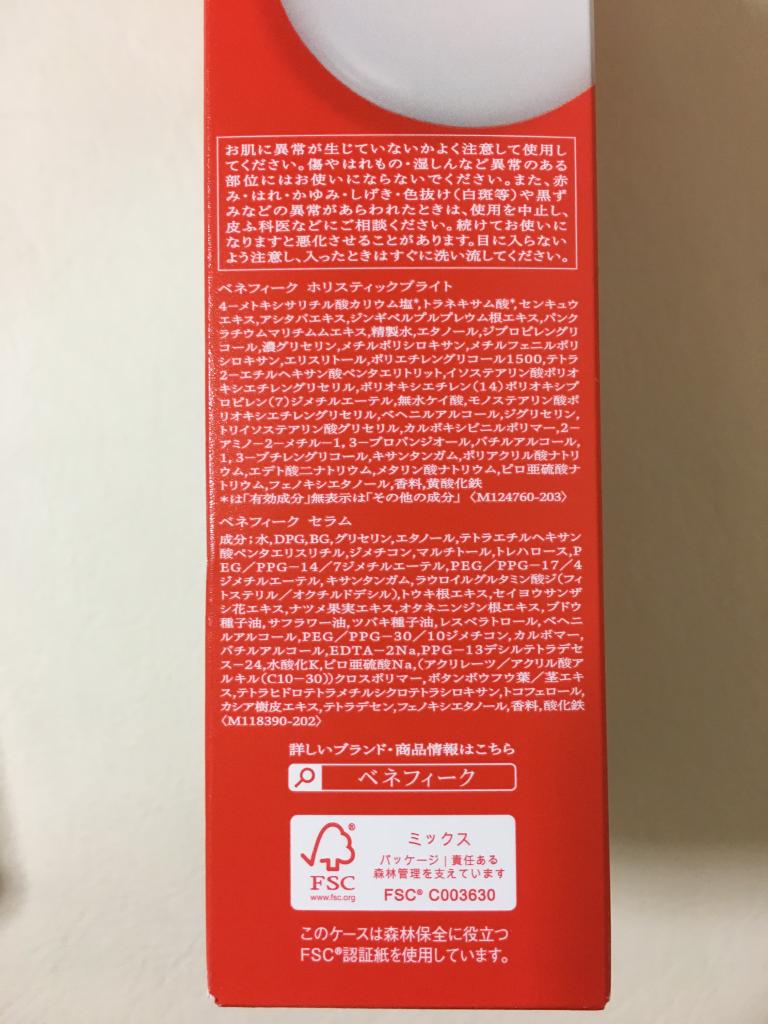 お肌に異常が生じていないかよく注意して使用し
てください。傷やはれもの・湿しんなど異常のある
部位にはお使いにならないでください。また、赤
み・はれ・かゆみ・しげき・色抜け(白斑等)や黒ず
みなどの異常があらわれたときは、使用を中止し、
皮ふ科医などにご相談ください。続けてお使いに
なりますと悪化させることがあります。目に入らない
よう注意し、入ったときはすぐに洗い流してください。
ベネフィーク ホリスティックブライト
4−メトキシサリチル酸カリウム塩*,トラネキサム酸*,センキュウ
エキス,アシタバエキス,ジンギベルプルプレウム根エキス,パンク
ラチウムマリチムムエキス,精製水,エタノール,ジプロピレングリ
コール,濃グリセリン,メチルポリシロキサン,メチルフェニルポリ
シロキサン,エリスリトール,ポリエチレングリコール1500,テトラ
2−エチルヘキサン酸ペンタエリトリット,イソステアリン酸ポリオ
キシエチレングリセリル,ポリオキシエチレン(14)ポリオキシプ
ロピレン(7)ジメチルエーテル,無水ケイ酸,モノステアリン酸ポ
リオキシエチレングリセリル,ベヘニルアルコール,ジグリセリン,
トリイソステアリン酸グリセリル,カルボキシビニルポリマー,2−
アミノ−2−メチル−1,3−プロパンジオール,バチルアルコール,
1,3−ブチレングリコール,キサンタンガム,ポリアクリル酸ナトリ
ウム,エデト酸二ナトリウム,メタリン酸ナトリウム,ピロ亜硫酸ナ
トリウム,フェノキシエタノール,香料,黄酸化鉄
*は「有効成分」無表示は「その他の成分」〈M124760-203〉
ベネフィーク セラム
成分:水,DPG,BG,グリセリン,エタノール,テトラエチルヘキサン
酸ペンタエリスリチル,ジメチコン,マルチトール,トレハロース,P
EG/PPG−14/7ジメチルエーテル,PEG/PPG−17/4
ジメチルエーテル,キサンタンガム,ラウロイルグルタミン酸ジ(フィ
トステリル/オクチルドデシル),トウキ根エキス,セイヨウサンザ
シ花エキス,ナツメ果実エキス,オタネニンジン根エキス,ブドウ
種子油,サフラワー油,ツバキ種子油,レスベラトロール,ベヘニ
ルアルコール,PEG/PPG−30/10ジメチコン,カルボマー,
バチルアルコール,EDTA−2Na,PPG−13デシルテトラデセ
ス−24,水酸化K,ピロ亜硫酸Na,(アクリレーツ/アクリル酸ア
ルキル(C10−30))クロスポリマー,ボタンボウフウ葉/茎エキ
ス,テトラヒドロテトラメチルシクロテトラシロキサン,トコフェロール,
カシア樹皮エキス,テトラデセン,フェノキシエタノール,香料,酸化鉄
〈M118390-202〉
詳しいブランド・商品情報はこちら
ベネフィーク
FSC®
www.fsc.org
ミックス
パッケージ|責任ある
森林管理を支えています
FSC® C003630
このケースは森林保全に役立つ
FSC®認証紙を使用しています。